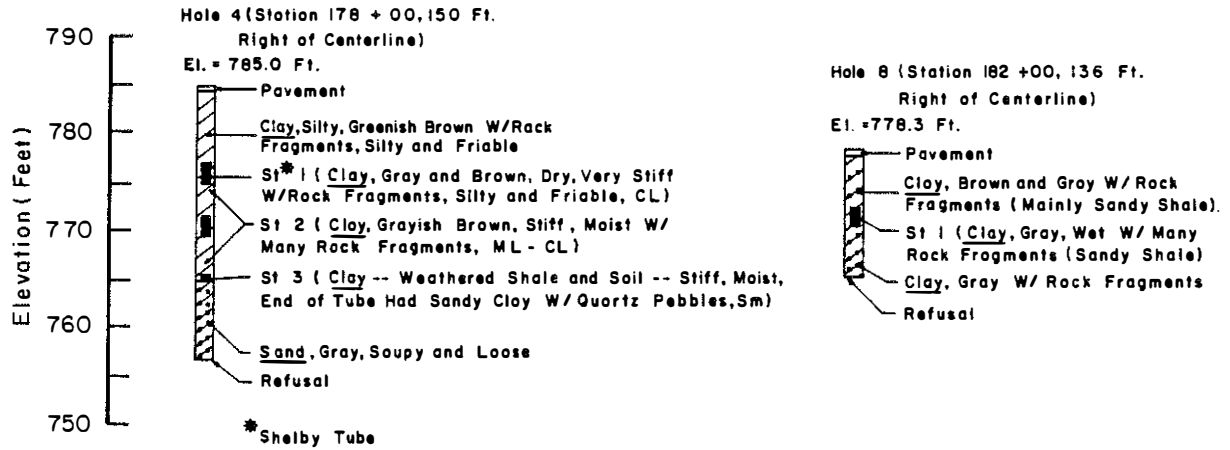 Hole 4 (Station 178 + 00, 150 Ft.
Right of Centerline)
El. = 785.0 Ft.
Pavement
Clay, Silty, Greenish Brown W/Rack
Fragments, Silty and Friable
St* 1 ( Clay, Gray and Brown, Dry, Very Stiff
W/Rock Fragments, Silty and Friable, CL)
St 2 ( Clay, Grayish Brown, Stiff, Moist W/
Many Rock Fragments, ML - CL)
St 3 ( Clay -- Weathered Shale and Soil -- Stiff, Moist,
End of Tube Had Sandy Clay W/Quartz Pebbles, Sm)
Sand, Gray, Soupy and Loose
Refusal
* Shelby Tube
Elevation (Feet)
790
780
770
760
750
Hole 8 (Station 182 +00, 136 Ft.
Right of Centerline)
El. =778.3 Ft.
Pavement
Clay, Brown and Gray W/ Rock
Fragments (Mainly Sandy Shale).
St 1 ( Clay, Gray, Wet W/ Many
Rock Fragments (Sandy Shale)
Clay, Gray W/ Rock Fragments
Refusal